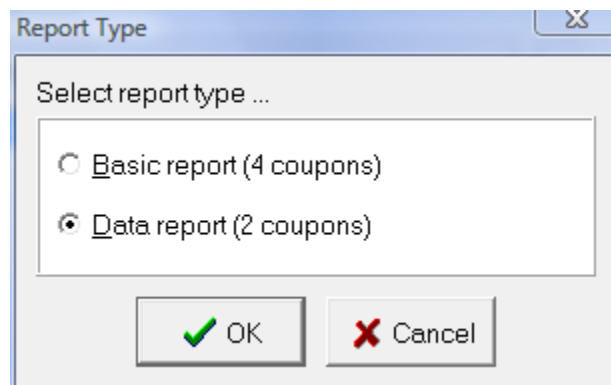 Report Type
Select report type ...
Basic report (4 coupons)
Data report (2 coupons)
OK
Cancel